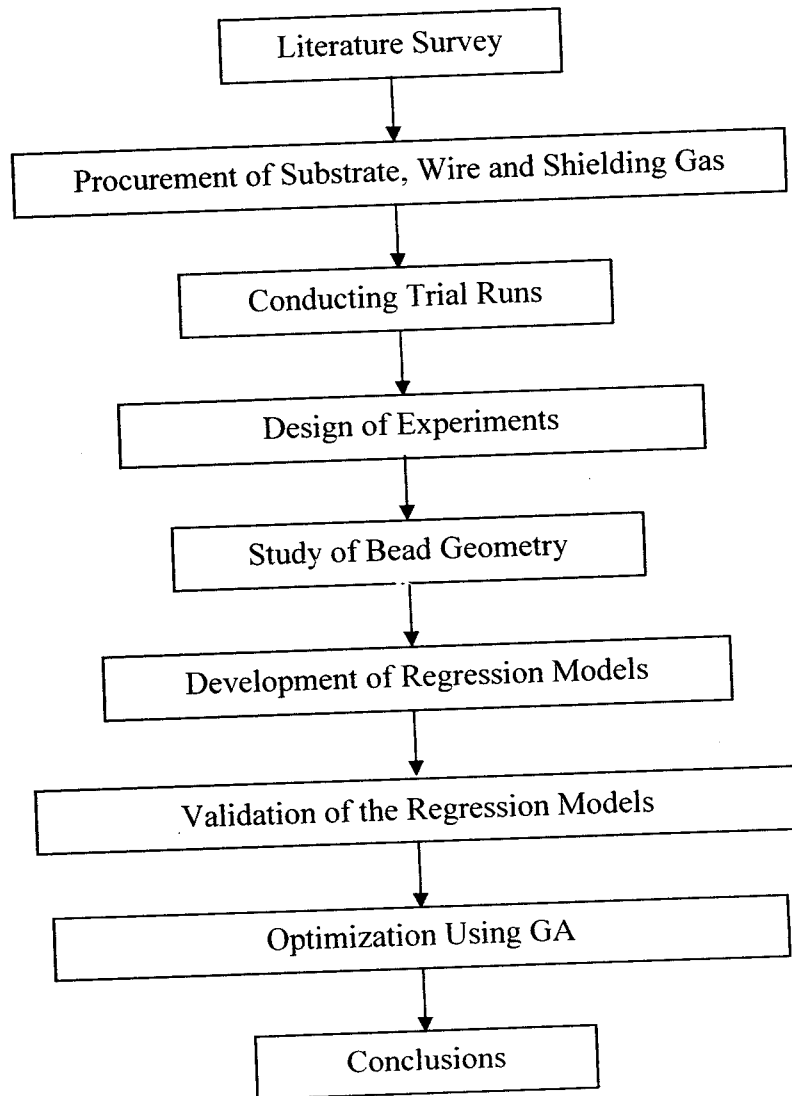 Literature Survey
Procurement of Substrate, Wire and Shielding Gas
Conducting Trial Runs
Design of Experiments
Study of Bead Geometry
Development of Regression Models
Validation of the Regression Models
Optimization Using GA
Conclusions